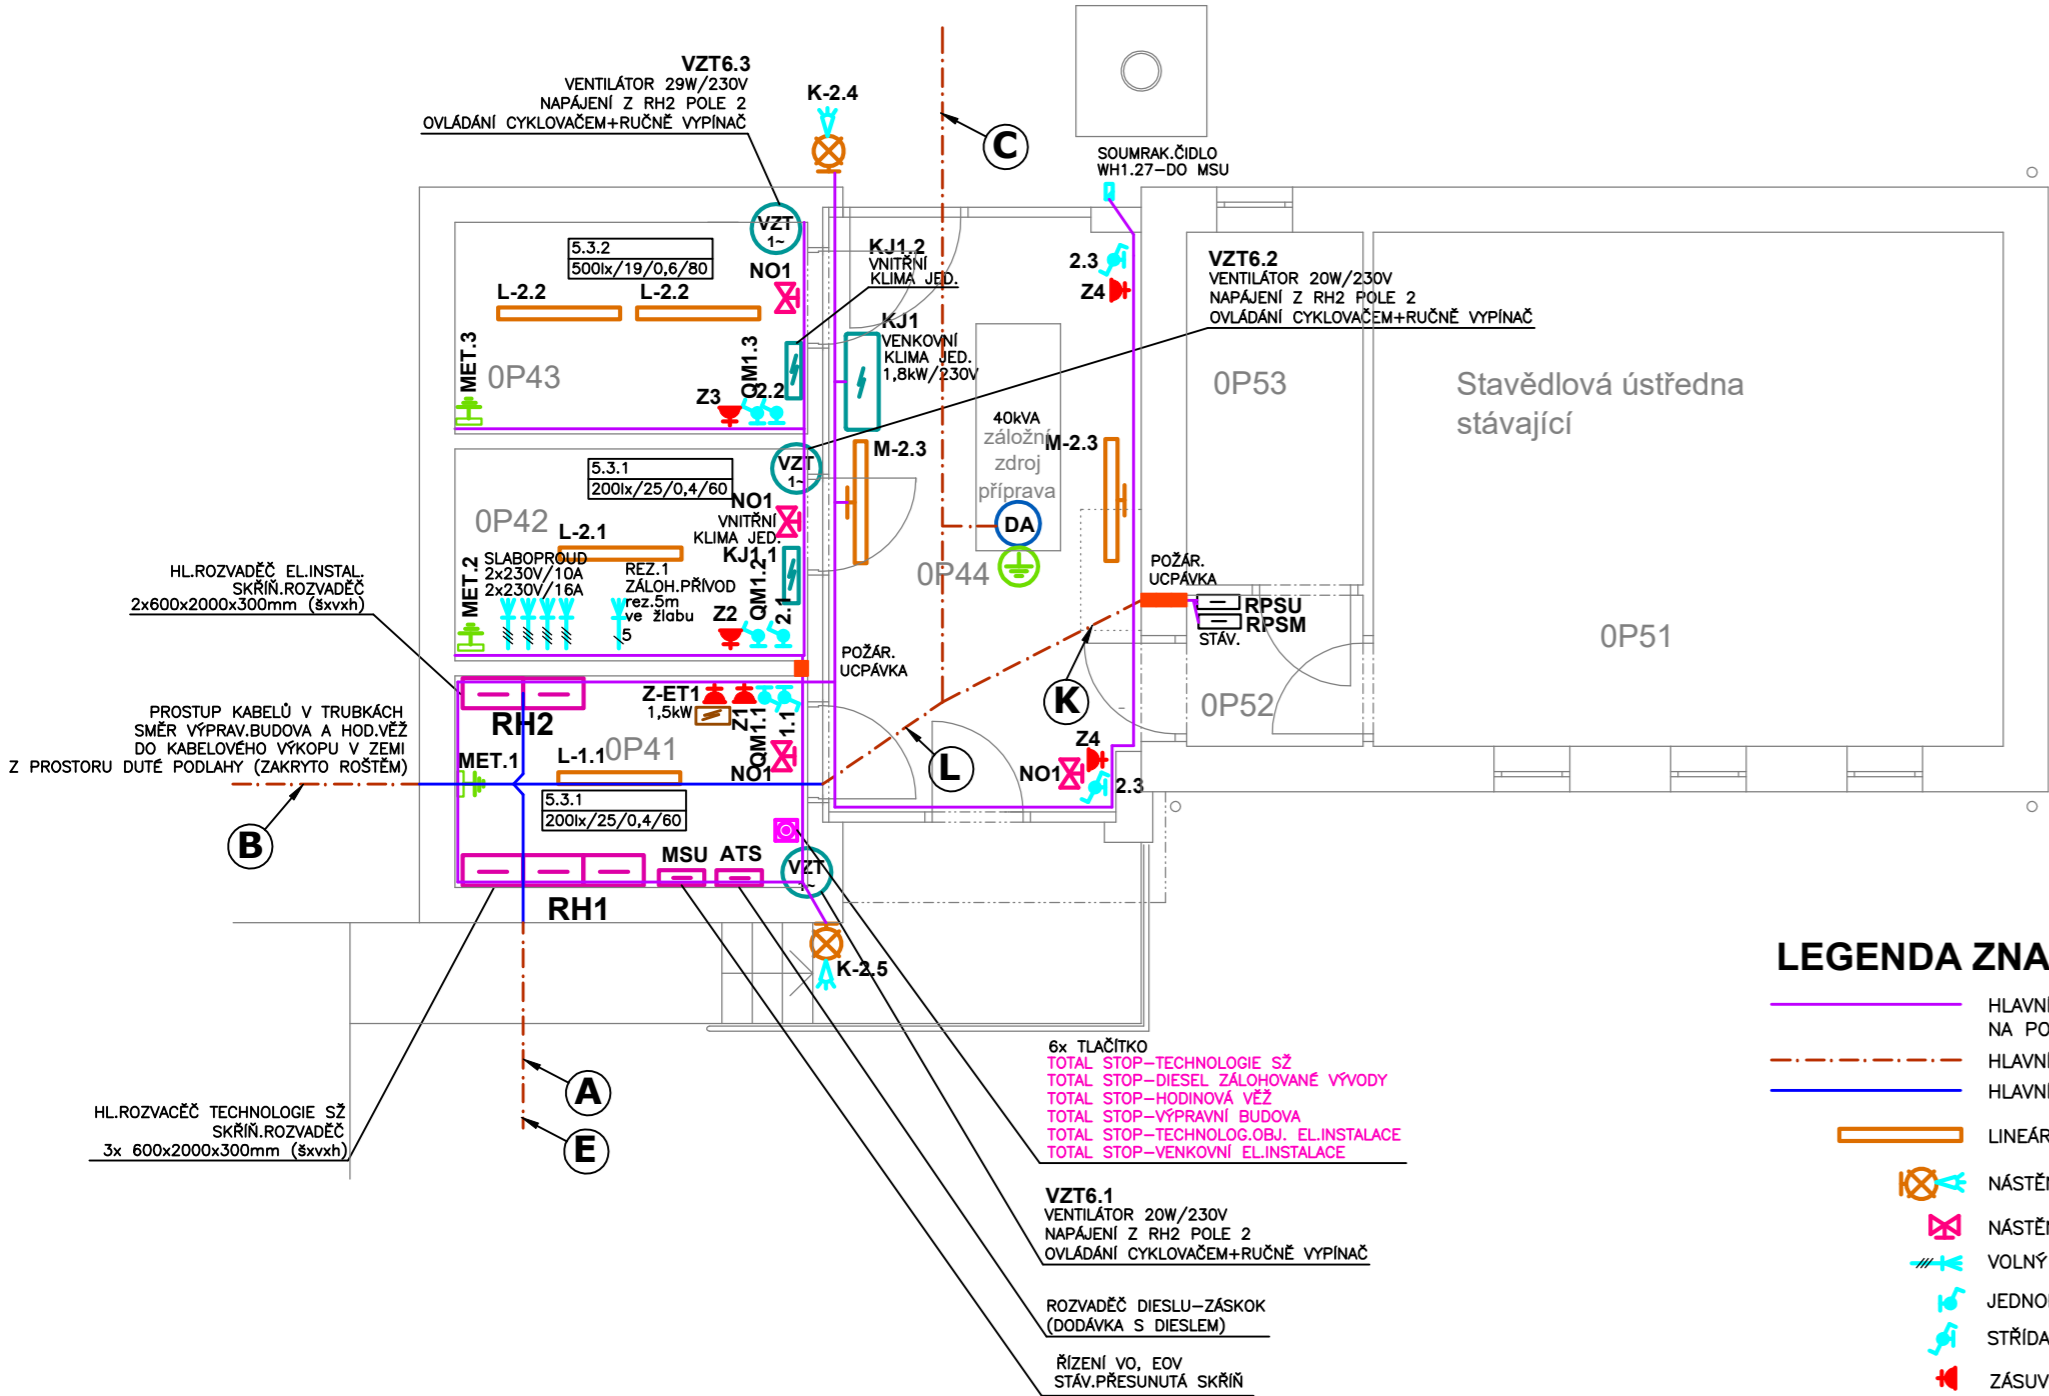 VZT6.3
VENTILÁTOR 29W/230V
NAPÁJENÍ Z RH2 POLE 2
OVLÁDÁNÍ CYKLOVAČEM+RUČNĚ VYPÍNAČ
K-2.4
C
SOUMRAK.ČIDLO
WH1.27-DO MSU
VZT
1~
5.3.2
500lx/19/0,6/80
NO1
L-2.2
L-2.2
KJ1.2
VNITŘNÍ
KLIMA JED.
2.3
Z4
VZT6.2
VENTILÁTOR 20W/230V
NAPÁJENÍ Z RH2 POLE 2
OVLÁDÁNÍ CYKLOVAČEM+RUČNĚ VYPÍNAČ
KJ1
VENKOVNÍ
KLIMA JED.
1,8kW/230V
MET.3
0P43
QM1.3
Z3
2.2
0P53
Stavědlová ústředna
stávající
40kVA
záložní
zdroj
příprava
M-2.3
M-2.3
DA
5.3.1
200lx/25/0,4/60
VZT
1~
NO1
VNITŘNÍ
KLIMA JED.
KJ1.1
0P42
L-2.1
SLABOPROUD
2x230V/10A
2x230V/16A
REZ.1
ZÁLOH.PŘÍVOD
rez.5m
ve žlabu
5
MET.2
Z2
QM1.2
2.1
0P44
HL.ROZVADĚČ EL.INSTAL.
SKŘÍŇ.ROZVADĚČ
2x600x2000x300mm (šxvxh)
POŽÁR.
UCPÁVKA
RPSU
RPSM
STÁV.
0P51
POŽÁR.
UCPÁVKA
K
0P52
Z-ET1
1,5kW
Z1
QM1.1
1.1
RH2
0P41
PROSTUP KABELŮ V TRUBKÁCH
SMĚR VÝPRAV.BUDOVA A HOD.VĚŽ
DO KABELOVÉHO VÝKOPU V ZEMI
Z PROSTORU DUTÉ PODLAHY (ZAKRYTO ROŠTĚM)
MET.1
L-1.1
NO1
L
Z4
NO1
2.3
5.3.1
200lx/25/0,4/60
B
MSU
ATS
VZT
1~
RH1
K-2.5
A
E
HL.ROZVACĚČ TECHNOLOGIE SŽ
SKŘÍŇ.ROZVADĚČ
3x 600x2000x300mm (šxvxh)
6x TLAČÍTKO
TOTAL STOP-TECHNOLOGIE SŽ
TOTAL STOP-DIESEL ZÁLOHOVANÉ VÝVODY
TOTAL STOP-HODINOVÁ VĚŽ
TOTAL STOP-VÝPRAVNÍ BUDOVA
TOTAL STOP-TECHNOLOG.OBJ. EL.INSTALACE
TOTAL STOP-VENKOVNÍ EL.INSTALACE
VZT6.1
VENTILÁTOR 20W/230V
NAPÁJENÍ Z RH2 POLE 2
OVLÁDÁNÍ CYKLOVAČEM+RUČNĚ VYPÍNAČ
ROZVADĚČ DIESLU-ZÁSKOK
(DODÁVKA S DIESLEM)
ŘÍZENÍ VO, EOV
STÁV.PŘESUNUTÁ SKŘÍŇ
LEGENDA ZNA
HLAVNÍ
NA PO
HLAVNÍ
HLAVNÍ
LINEÁR
NÁSTĚN
NÁSTĚN
VOLNÝ
JEDNO
STŘÍDA
ZÁSUV